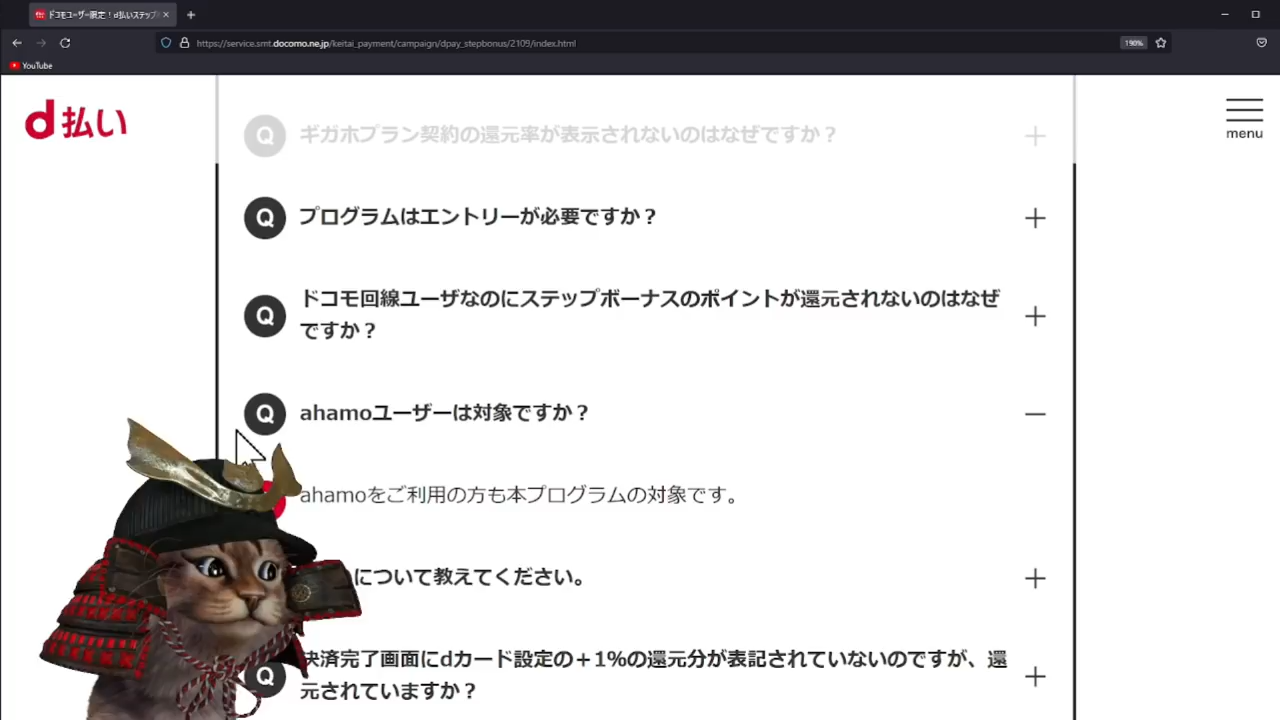 ドコモユーザー限定！d払いステップ
https://service.smt.docomo.ne.jp/keitai_payment/campaign/dpay_stepbonus/2109/index.html
190%
YouTube
d払い
menu
Q ギガホプラン契約の還元率が表示されないのはなぜですか？
Q プログラムはエントリーが必要ですか？
Q ドコモ回線ユーザなのにステップボーナスのポイントが還元されないのはなぜ
ですか？
Q ahamoユーザーは対象ですか？
ahamoをご利用の方も本プログラムの対象です。
について教えてください。
Q 決済完了画面にdカード設定の＋1%の還元分が表記されていないのですが、還
元されていますか？